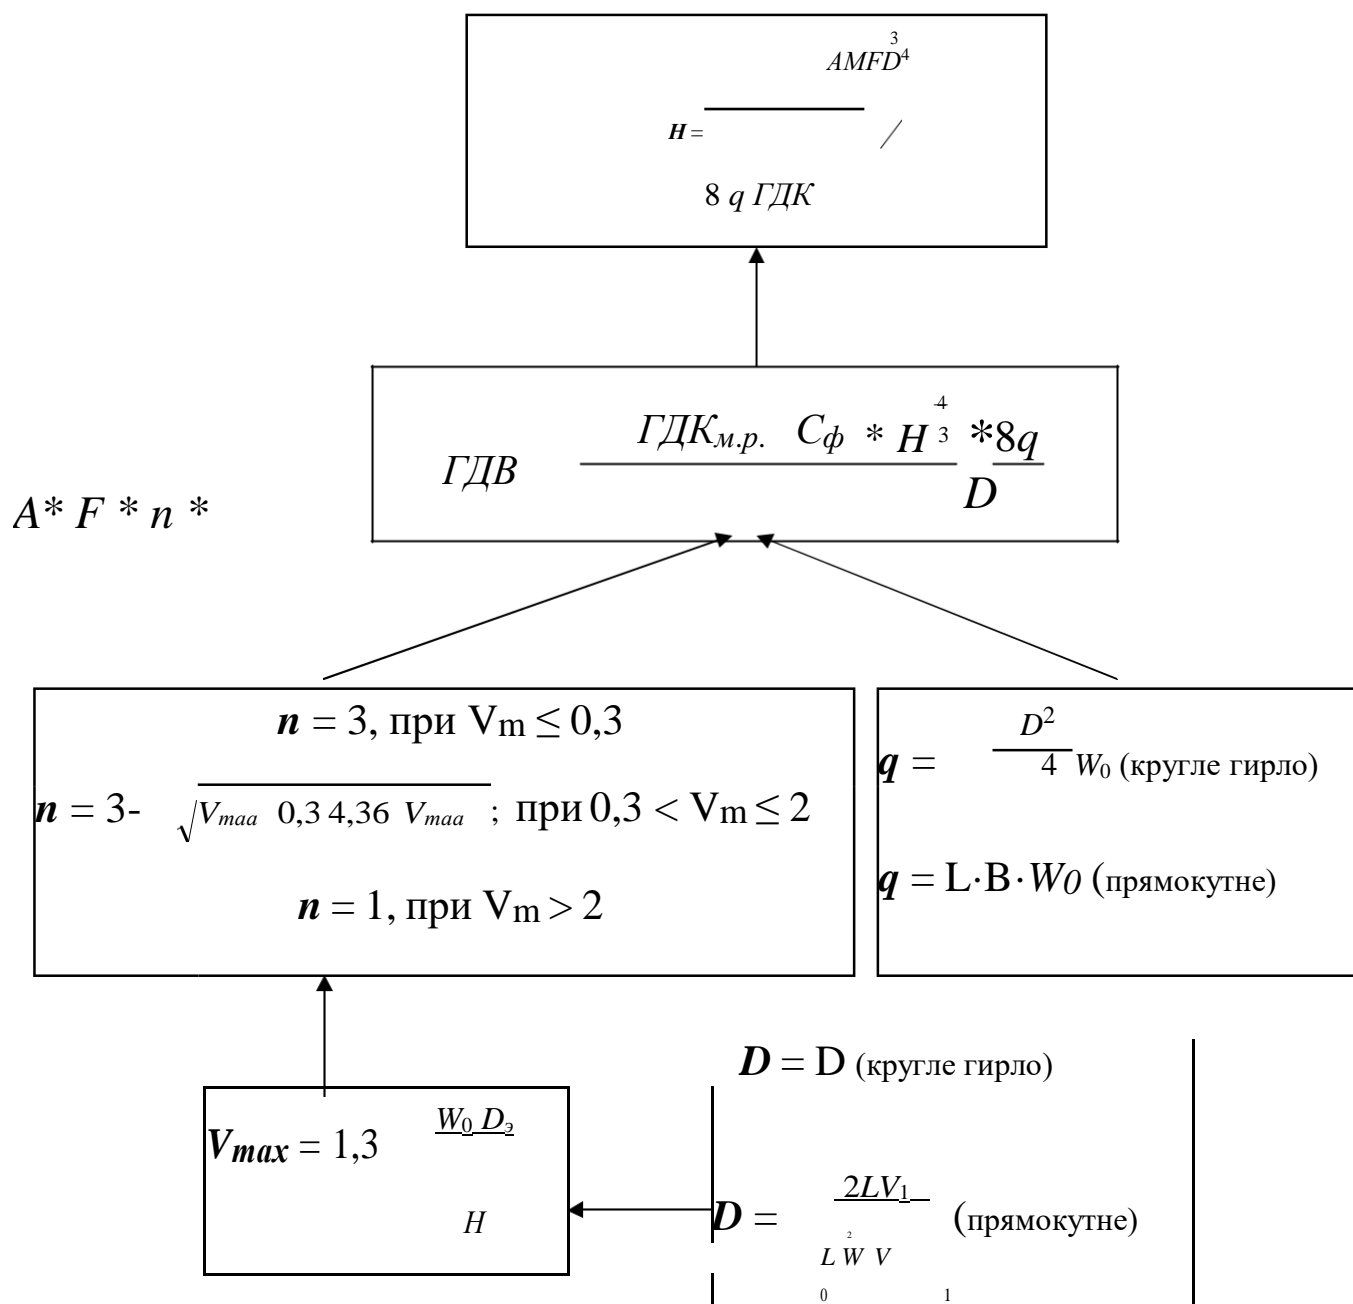 3
AMFD4
H = /
8 q ГДК
ГДВ ГДКм.р. Cф * H 4 3 *8q
D
A* F * n *
n = 3, при Vm ≤ 0,3
n = 3- √Vmaa 0,3 4,36 Vmaa ; при 0,3 < Vm ≤ 2
n = 1, при Vm > 2
D2
q = 4 W0 (кругле гирло)
q = L·B·W0 (прямокутне)
D = D (кругле гирло)
Vmax = 1,3 W0 Dэ
H
D = 2LV1 (прямокутне)
2
L W V
0 1